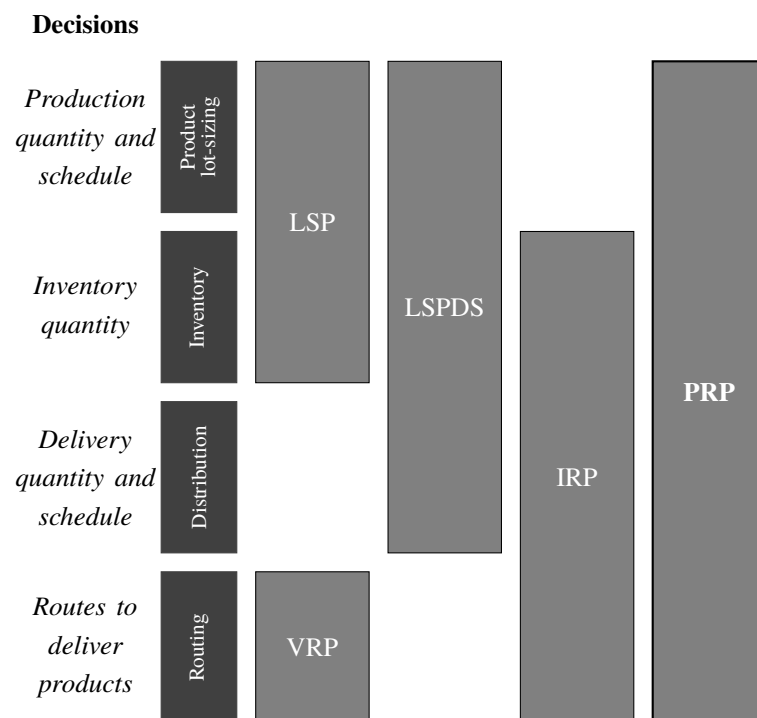 Decisions
Production
quantity and
schedule
Product
lot-sizing
LSP
Inventory
quantity
Inventory
LSPDS
PRP
Delivery
quantity and
schedule
Distribution
IRP
Routes to
deliver
products
Routing
VRP